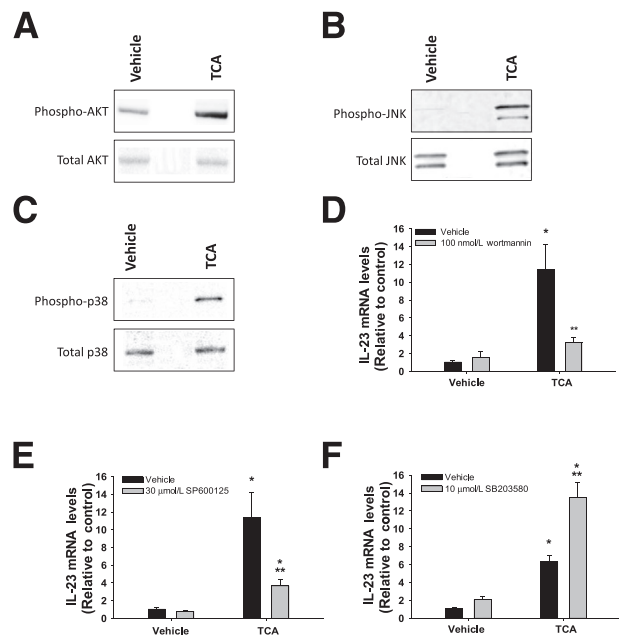 A
Vehicle
TCA
Phospho-AKT
Total AKT
B
Vehicle
TCA
Phospho-JNK
Total JNK
C
Vehicle
TCA
Phospho-p38
Total p38
D
IL-23 mRNA levels
(Relative to control)
16
14
12
10
8
6
4
2
0
Vehicle
100 nmol/L wortmannin
*
**
Vehicle
TCA
E
IL-23 mRNA levels
(Relative to control)
16
14
12
10
8
6
4
2
0
Vehicle
30 µmol/L SP600125
*
*
**
Vehicle
TCA
F
IL-23 mRNA levels
(Relative to control)
16
14
12
10
8
6
4
2
0
Vehicle
10 µmol/L SB203580
*
*
**
Vehicle
TCA